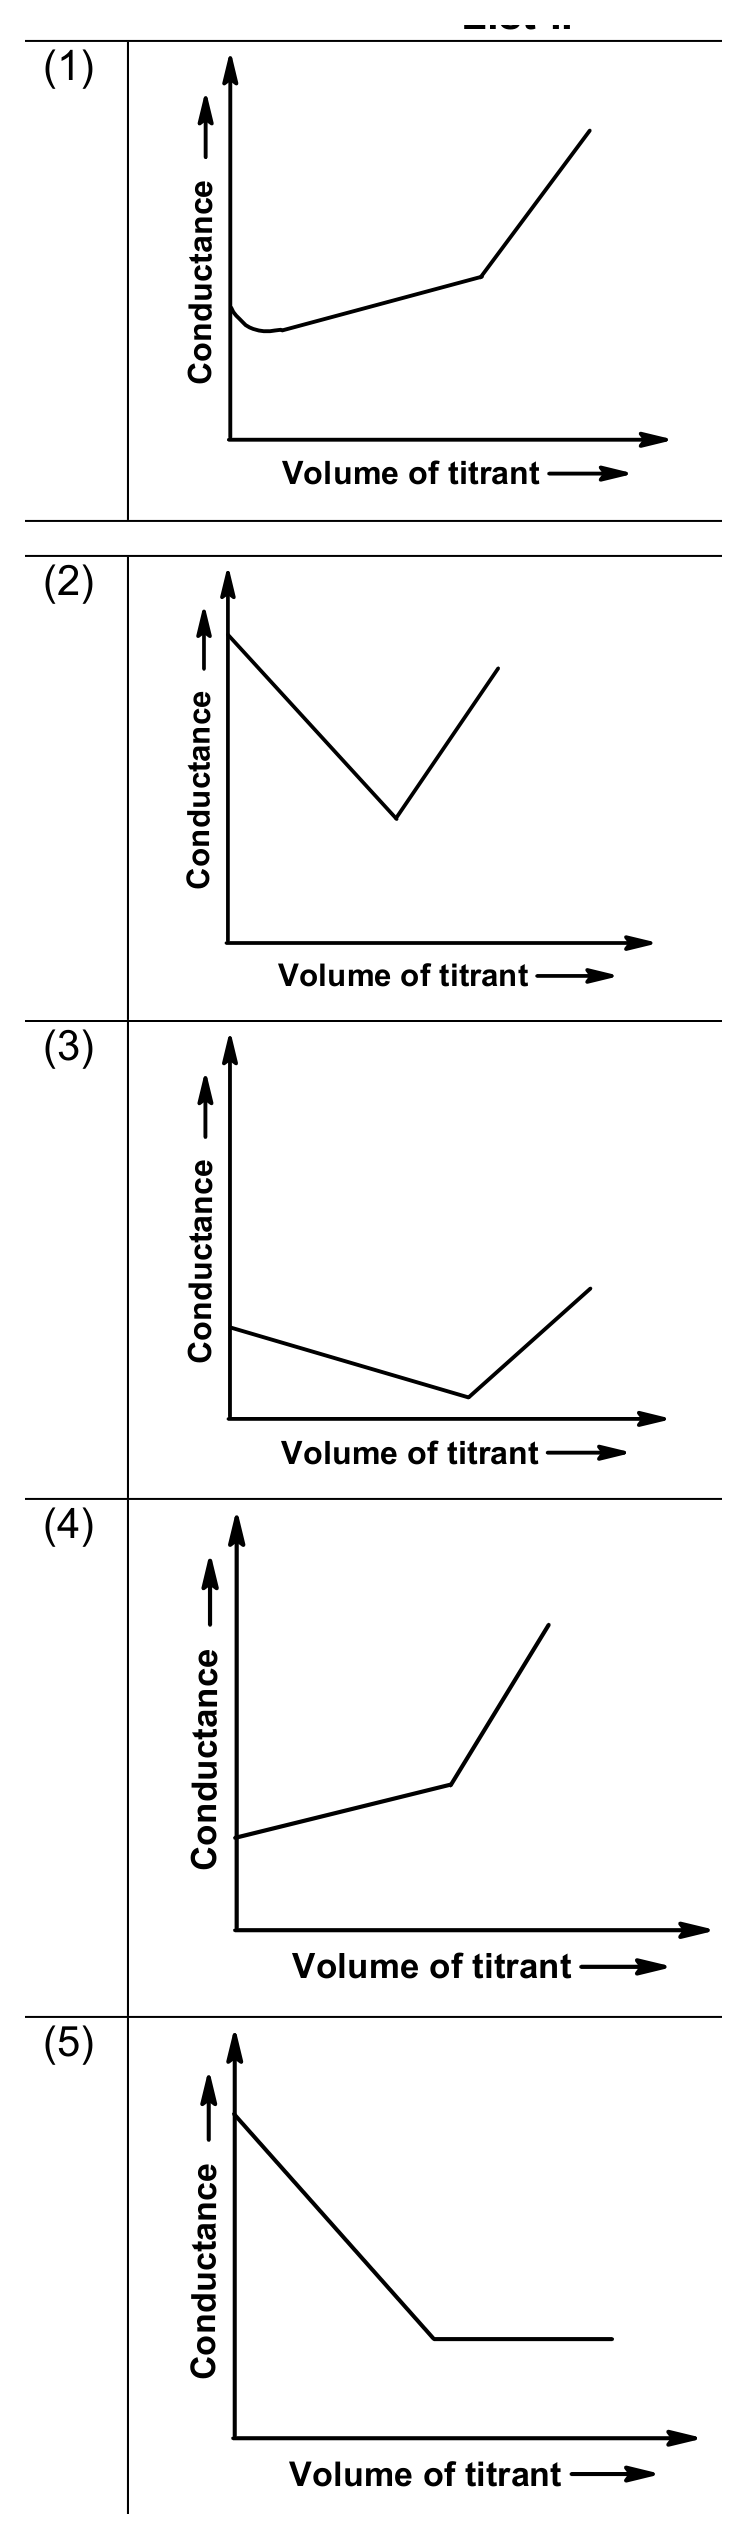 (1)
Conductance
Volume of titrant
(2)
Conductance
Volume of titrant
(3)
Conductance
Volume of titrant
(4)
Conductance
Volume of titrant
(5)
Conductance
Volume of titrant